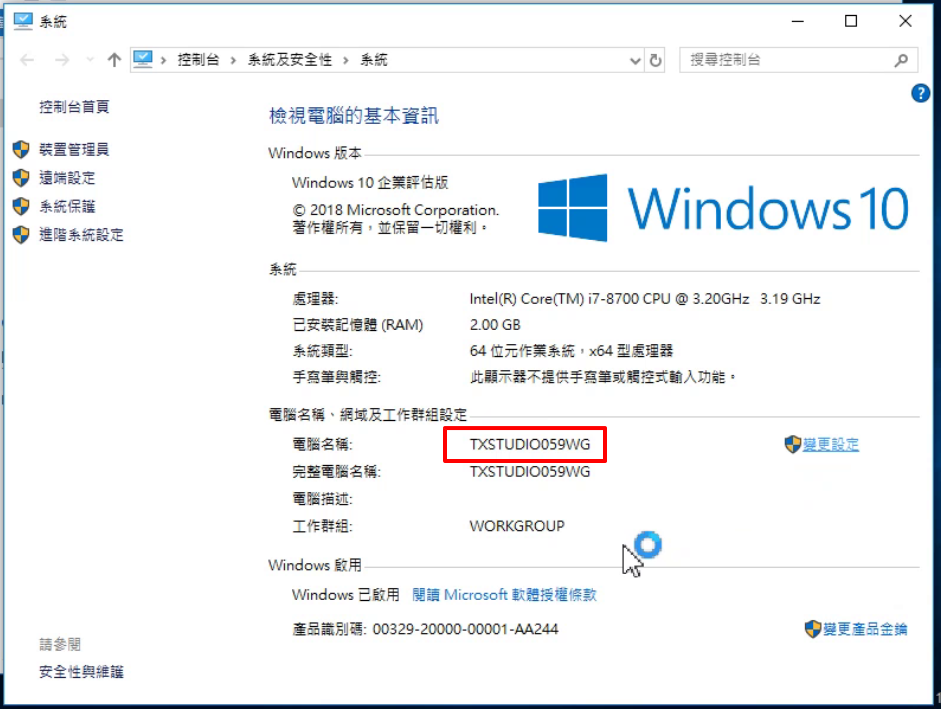 系統
控制台 系統及安全性 系統
搜尋控制台
?
控制台首頁
裝置管理員
遠端設定
系統保護
進階系統設定
檢視電腦的基本資訊
Windows 版本
Windows 10 企業評估版
© 2018 Microsoft Corporation.
著作權所有，並保留一切權利。
Windows 10
系統
處理器: Intel(R) Core(TM) i7-8700 CPU @ 3.20GHz 3.19 GHz
已安裝記憶體 (RAM) 2.00 GB
系統類型: 64 位元作業系統，x64 型處理器
手寫筆與觸控: 此顯示器不提供手寫筆或觸控式輸入功能。
電腦名稱、網域及工作群組設定
電腦名稱: TXSTUDIO059WG 變更設定
完整電腦名稱: TXSTUDIO059WG
電腦描述:
工作群組: WORKGROUP
Windows 啟用
Windows 已啟用 閱讀 Microsoft 軟體授權條款
產品識別碼: 00329-20000-00001-AA244 變更產品金鑰
請參閱
安全性與維護